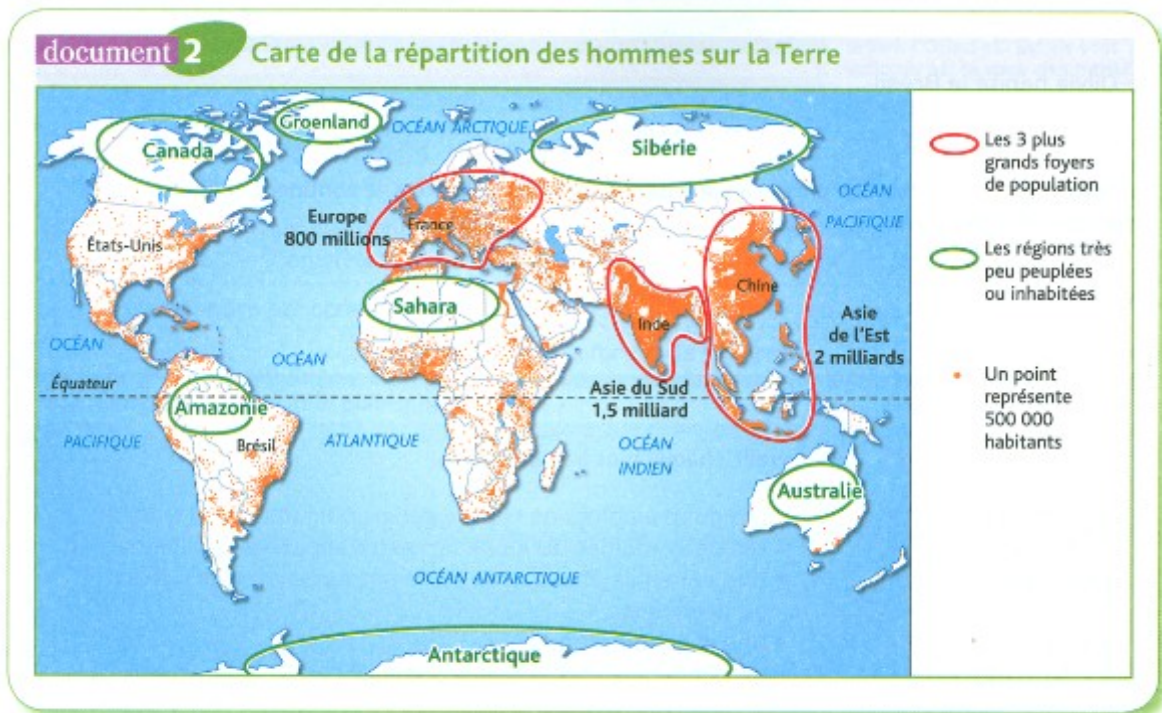 document 2 Carte de la répartition des hommes sur la Terre
Groenland
OCÉAN ARCTIQUE
Canada
Sibérie
OCÉAN
PACIFIQUE
Europe
800 millions
France
États-Unis
Sahara
Chine
Inde
Asie
de l'Est
2 milliards
OCÉAN
OCÉAN
Équateur
Asie du Sud
1,5 milliard
Amazonie
PACIFIQUE
Brésil
ATLANTIQUE
OCÉAN
INDIEN
Australie
OCÉAN ANTARCTIQUE
Antarctique
Les 3 plus
grands foyers
de population
Les régions très
peu peuplées
ou inhabitées
Un point
représente
500 000
habitants